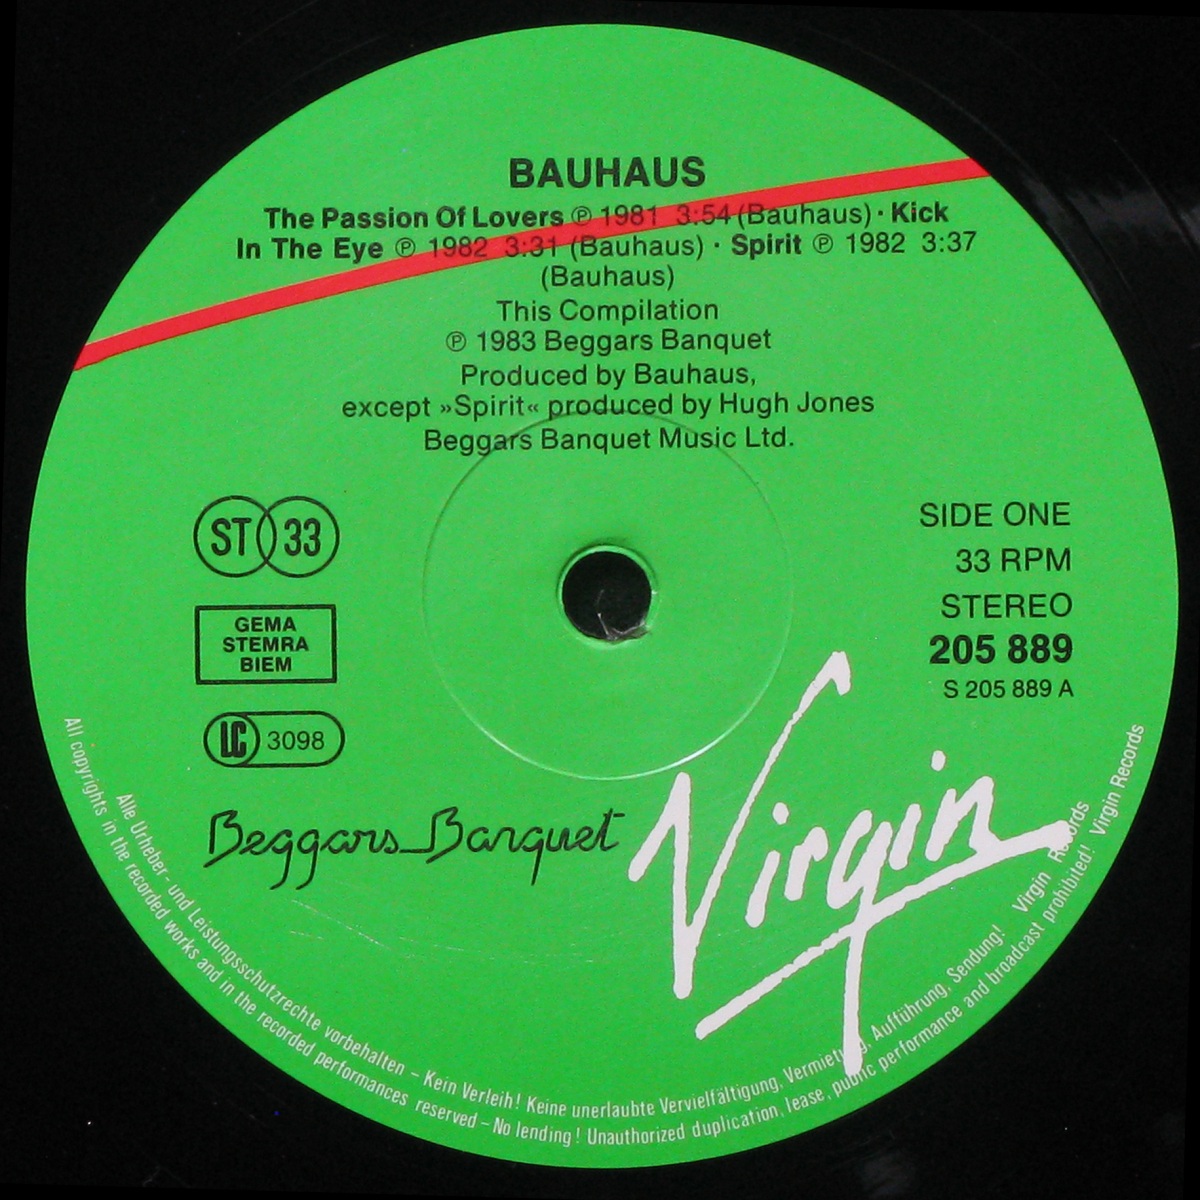 BAUHAUS
The Passion Of Lovers ℗ 1981 3:54 (Bauhaus) · Kick
In The Eye ℗ 1982 3:31 (Bauhaus) · Spirit ℗ 1982 3:37
(Bauhaus)
This Compilation
℗ 1983 Beggars Banquet
Produced by Bauhaus,
except »Spirit« produced by Hugh Jones
Beggars Banquet Music Ltd.
ST 33
GEMA
STEMRA
BIEM
LC 3098
SIDE ONE
33 RPM
STEREO
205 889
S 205 889 A
Beggars Banquet
Virgin
Alle Urheber- und Leistungsschutzrechte vorbehalten – Kein Verleih! Keine unerlaubte Vervielfältigung, Vermietung, Aufführung, Sendung! Virgin Records
All copyrights in the recorded works and in the recorded performances reserved – No lending! Unauthorized duplication, lease, public performance and broadcast prohibited! Virgin Records